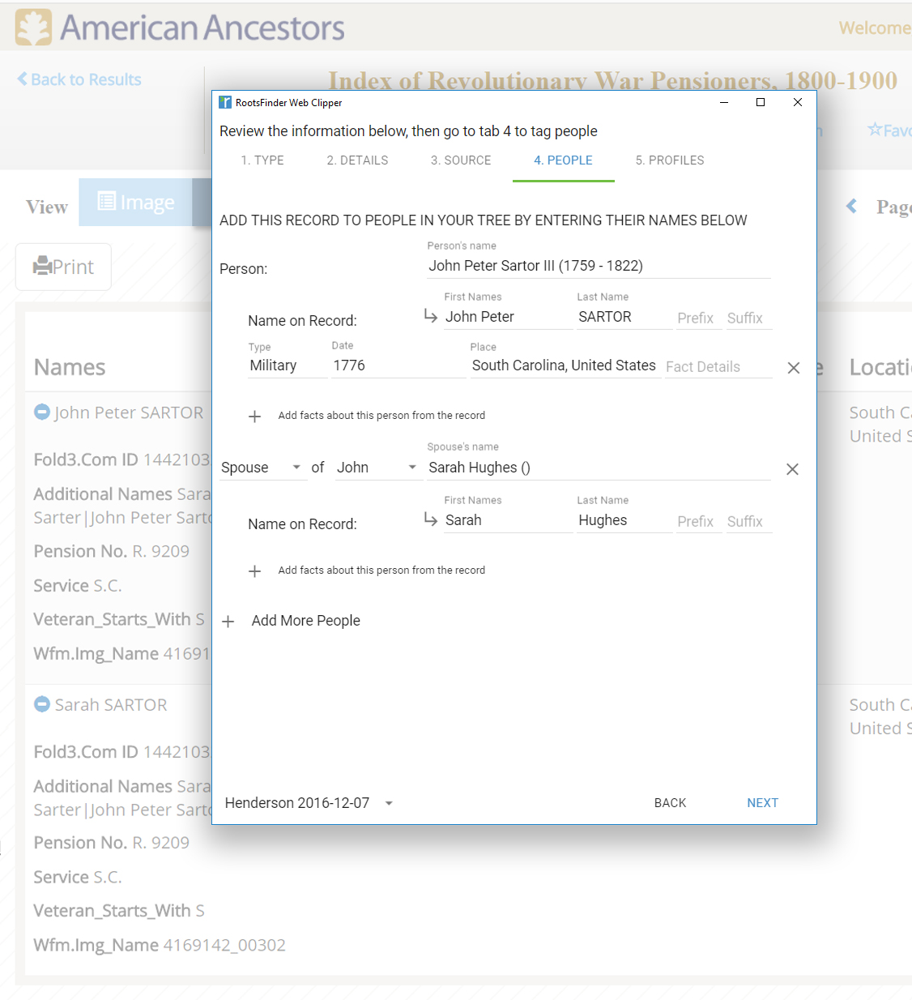 American Ancestors
Welcome
Back to Results
Index of Revolutionary War Pensioners, 1800-1900
Favo
View
Image
Page
Print
Names
Locati
John Peter SARTOR
South Ca
United S
Fold3.Com ID 1442103
Additional Names Sara
Sarter|John Peter Sarto
Pension No. R. 9209
Service S.C.
Veteran_Starts_With S
Wfm.Img_Name 41691
Sarah SARTOR
South Ca
United S
Fold3.Com ID 1442103
Additional Names Sara
Sarter|John Peter Sarto
Pension No. R. 9209
Service S.C.
Veteran_Starts_With S
Wfm.Img_Name 4169142_00302
RootsFinder Web Clipper
Review the information below, then go to tab 4 to tag people
1. TYPE 2. DETAILS 3. SOURCE 4. PEOPLE 5. PROFILES
ADD THIS RECORD TO PEOPLE IN YOUR TREE BY ENTERING THEIR NAMES BELOW
Person's name
Person: John Peter Sartor III (1759 - 1822)
First Names Last Name
Name on Record: John Peter SARTOR Prefix Suffix
Type Date Place
Military 1776 South Carolina, United States Fact Details
Add facts about this person from the record
Spouse's name
Spouse of John Sarah Hughes ()
First Names Last Name
Name on Record: Sarah Hughes Prefix Suffix
Add facts about this person from the record
Add More People
Henderson 2016-12-07 BACK NEXT